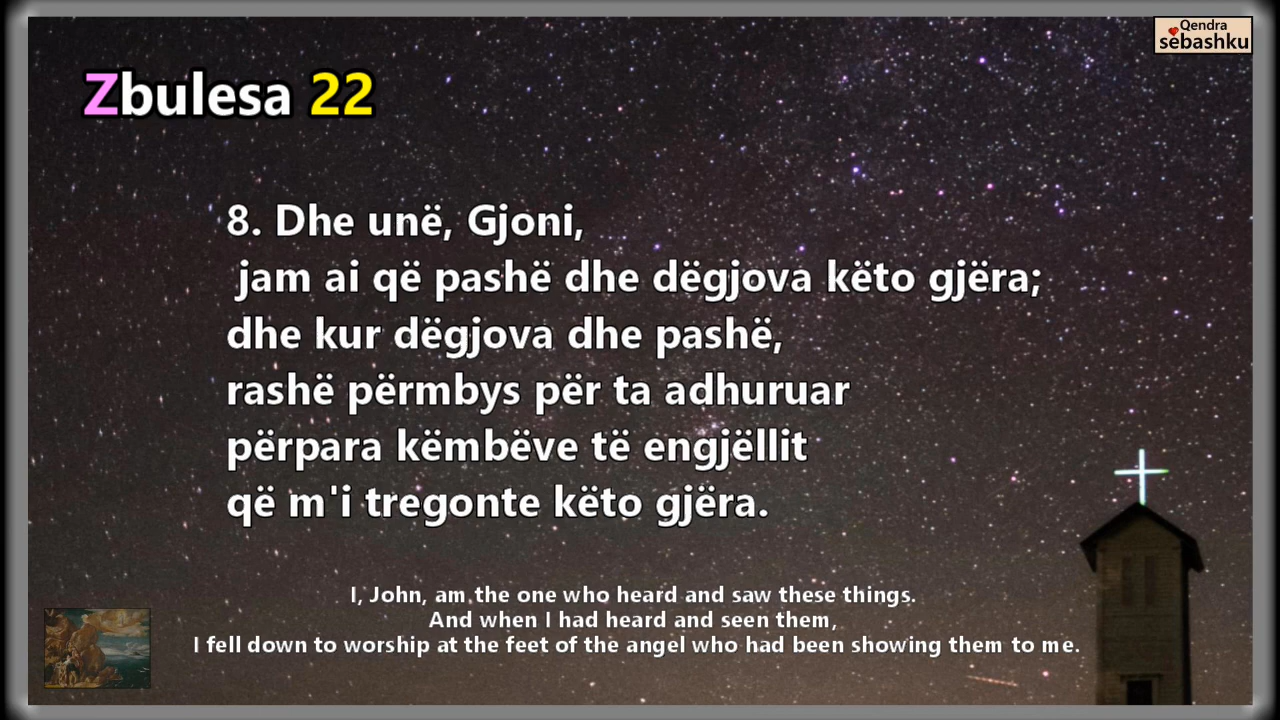 Qendra
sëbashku
Zbulesa 22
8. Dhe unë, Gjoni,
jam ai që pashë dhe dëgjova këto gjëra;
dhe kur dëgjova dhe pashë,
rashë përmbys për ta adhuruar
përpara këmbëve të engjëllit
që m'i tregonte këto gjëra.
I, John, am the one who heard and saw these things.
And when I had heard and seen them,
I fell down to worship at the feet of the angel who had been showing them to me.